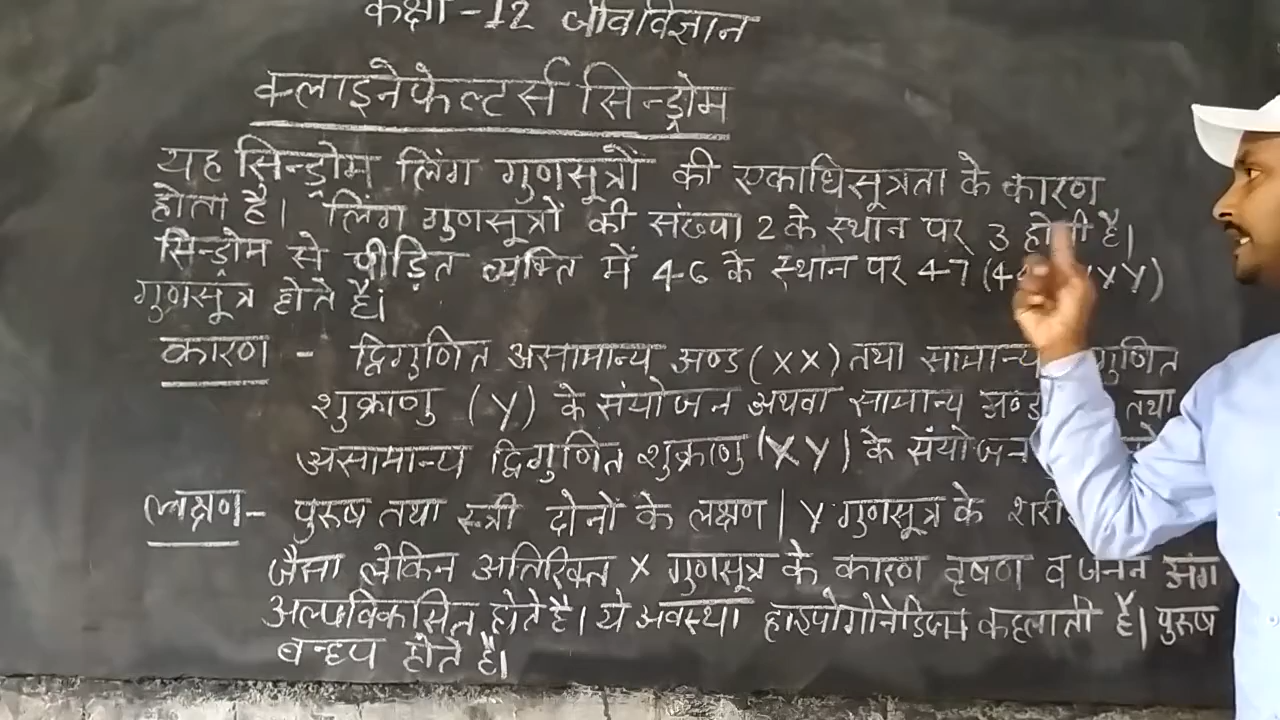 कक्षा-12 जीवविज्ञान
क्लाइनेफेल्टर्स सिन्ड्रोम
यह सिन्ड्रोम लिंग गुणसूत्रों की एकाधिसूत्रता के कारण
होता है। लिंग गुणसूत्रों की संख्या 2 के स्थान पर 3 होती है।
सिन्ड्रोम से पीड़ित व्यक्ति में 46 के स्थान पर 47 (44 XY)
गुणसूत्र होते हैं।
कारण - द्विगुणित असामान्य अण्ड (XX) तथा सामान्य गुणित
शुक्राणु (Y) के संयोजन अथवा सामान्य अण्ड तथा
असामान्य द्विगुणित शुक्राणु (XY) के संयोजन
लक्षण- पुरुष तथा स्त्री दोनों के लक्षण | Y गुणसूत्र के
जैसा लेकिन अतिरिक्त X गुणसूत्र के कारण वृषण व जनन अंग
अल्पविकसित होते है। ये अवस्था हाइपोगोनेडिज्म कहलाती है। पुरुष
बन्ध्य होते है।